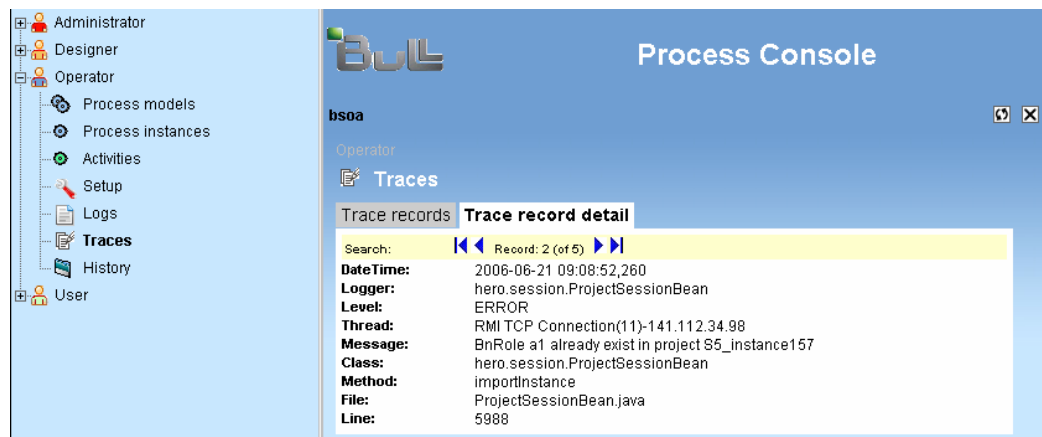 Administrator
Designer
Operator
Process models
Process instances
Activities
Setup
Logs
Traces
History
User
Bull
Process Console
bsoa
Operator
Traces
Trace records Trace record detail
Search: Record: 2 (of 5)
DateTime: 2006-06-21 09:08:52,260
Logger: hero.session.ProjectSessionBean
Level: ERROR
Thread: RMI TCP Connection(11)-141.112.34.98
Message: BnRole a1 already exist in project S5_instance157
Class: hero.session.ProjectSessionBean
Method: importInstance
File: ProjectSessionBean.java
Line: 5988